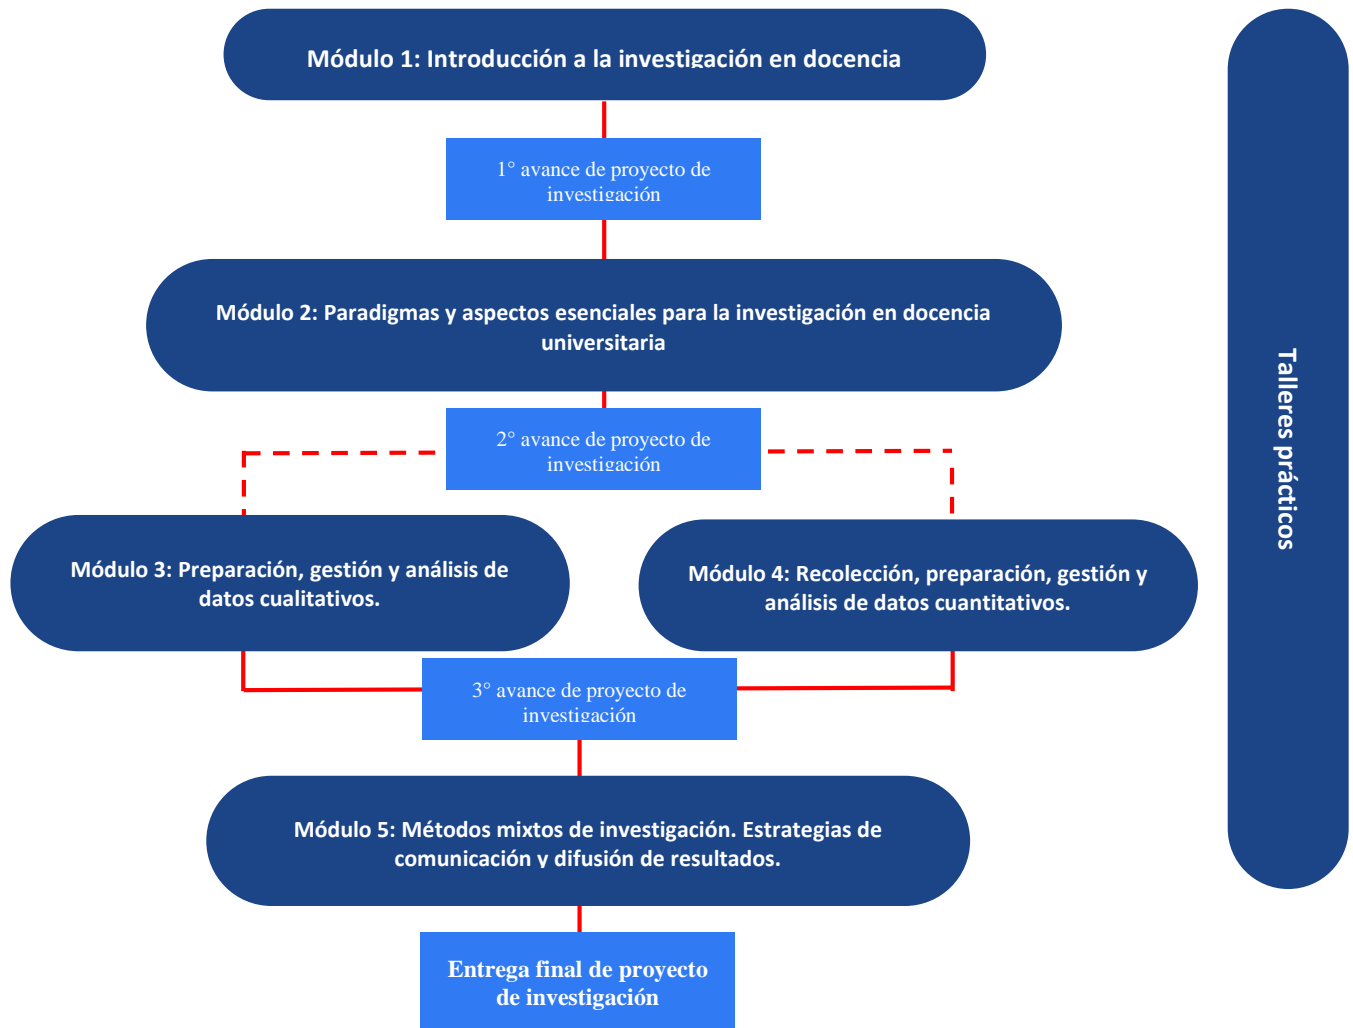 Módulo 1: Introducción a la investigación en docencia
1° avance de proyecto de
investigación
Módulo 2: Paradigmas y aspectos esenciales para la investigación en docencia
universitaria
2° avance de proyecto de
investigación
Módulo 3: Preparación, gestión y análisis de
datos cualitativos.
Módulo 4: Recolección, preparación, gestión y
análisis de datos cuantitativos.
3° avance de proyecto de
investigación
Módulo 5: Métodos mixtos de investigación. Estrategias de
comunicación y difusión de resultados.
Entrega final de proyecto
de investigación
Talleres prácticos